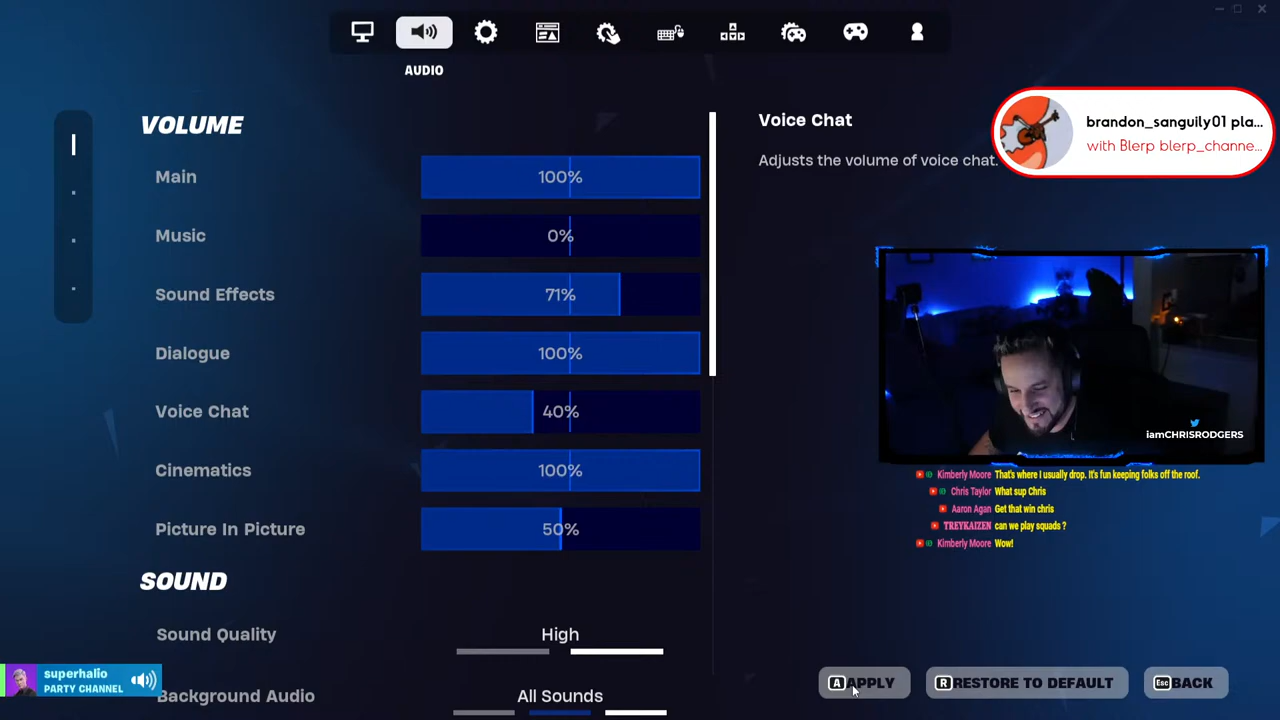 AUDIO
VOLUME
Main
100%
Music
0%
Sound Effects
71%
Dialogue
100%
Voice Chat
40%
Cinematics
100%
Picture In Picture
50%
SOUND
Sound Quality
High
Background Audio
All Sounds
Voice Chat
Adjusts the volume of voice chat.
brandon_sanguily01 pla...
with Blerp blerp_channe...
iamCHRISRODGERS
Kimberly Moore That's where I usually drop. It's fun keeping folks off the roof.
Chris Taylor What sup Chris
Aaron Agan Get that win chris
TREYKAIZEN can we play squads ?
Kimberly Moore Wow!
superhalio
PARTY CHANNEL
A APPLY
R RESTORE TO DEFAULT
Esc BACK